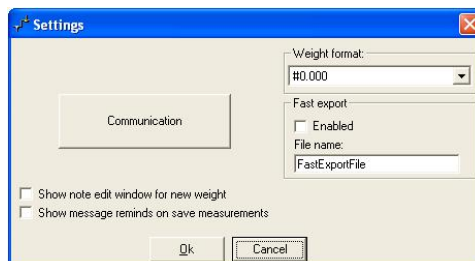 Settings
Weight format:
#0.000
Communication
Fast export
Enabled
File name:
FastExportFile
Show note edit window for new weight
Show message reminds on save measurements
Ok
Cancel